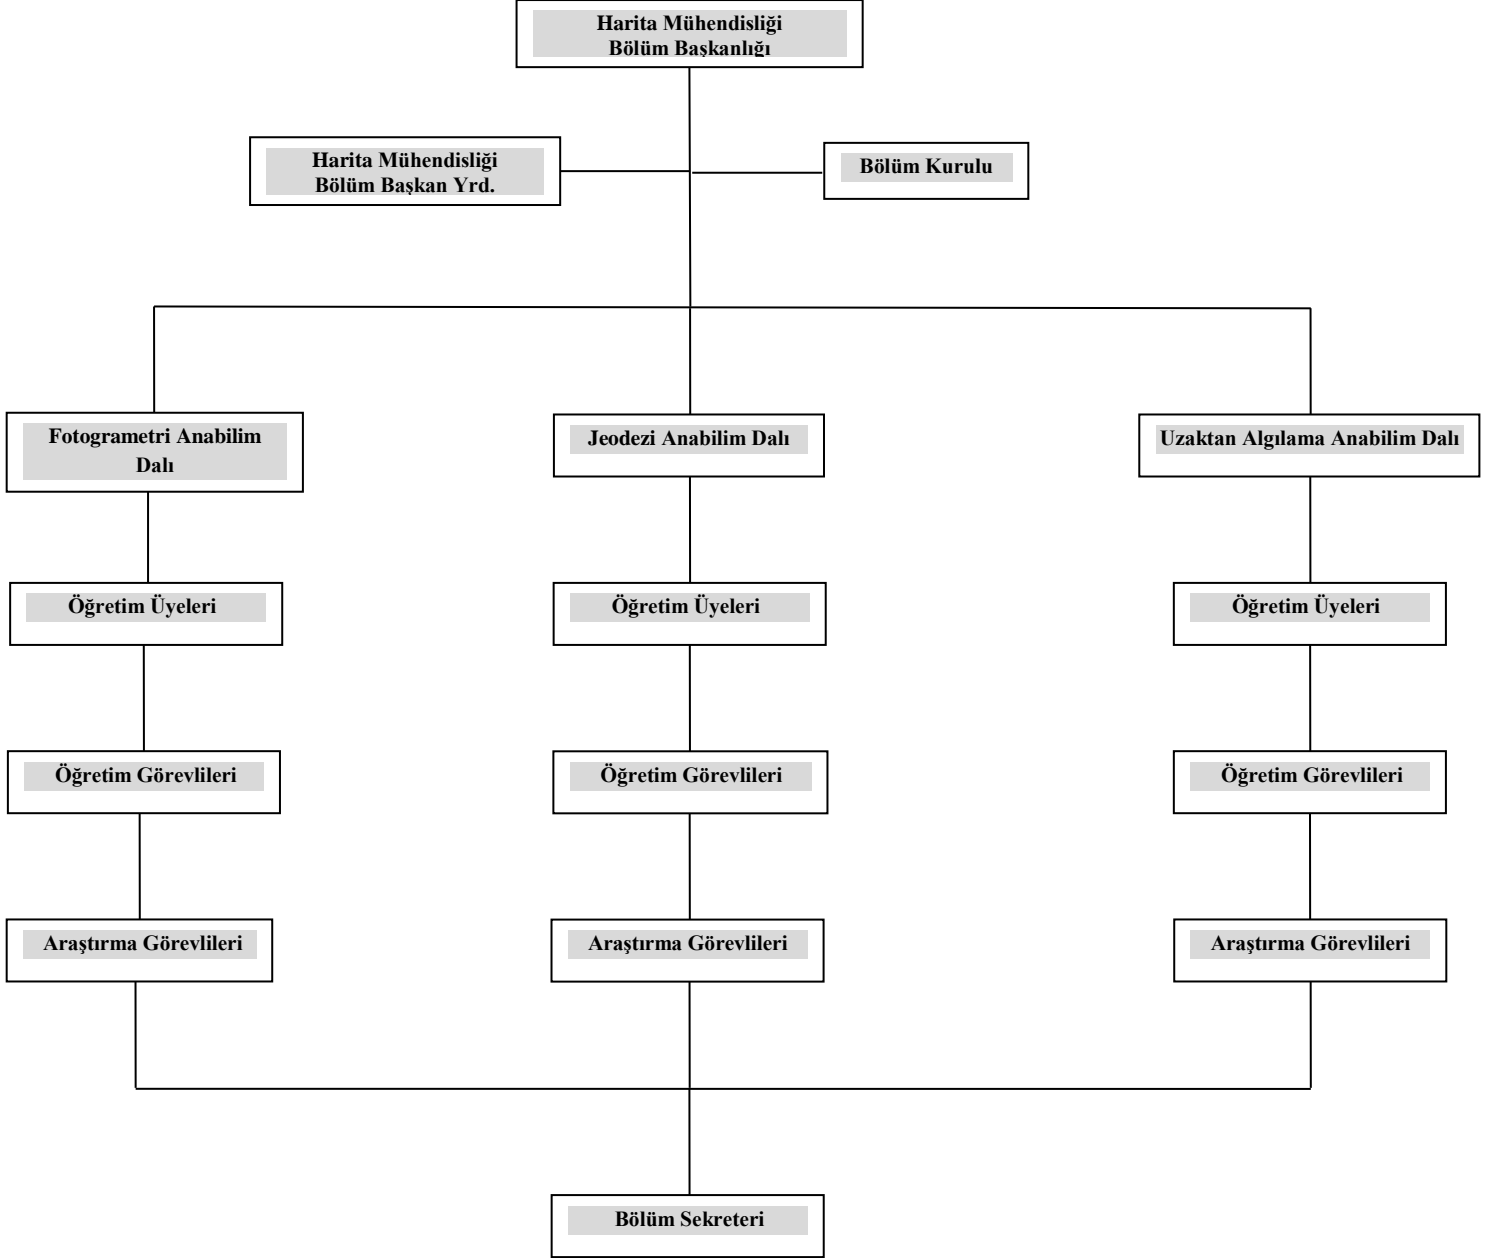 Harita Mühendisliği
Bölüm Başkanlığı
Harita Mühendisliği
Bölüm Başkan Yrd.
Bölüm Kurulu
Fotogrametri Anabilim
Dalı
Jeodezi Anabilim Dalı
Uzaktan Algılama Anabilim Dalı
Öğretim Üyeleri
Öğretim Üyeleri
Öğretim Üyeleri
Öğretim Görevlileri
Öğretim Görevlileri
Öğretim Görevlileri
Araştırma Görevlileri
Araştırma Görevlileri
Araştırma Görevlileri
Bölüm Sekreteri